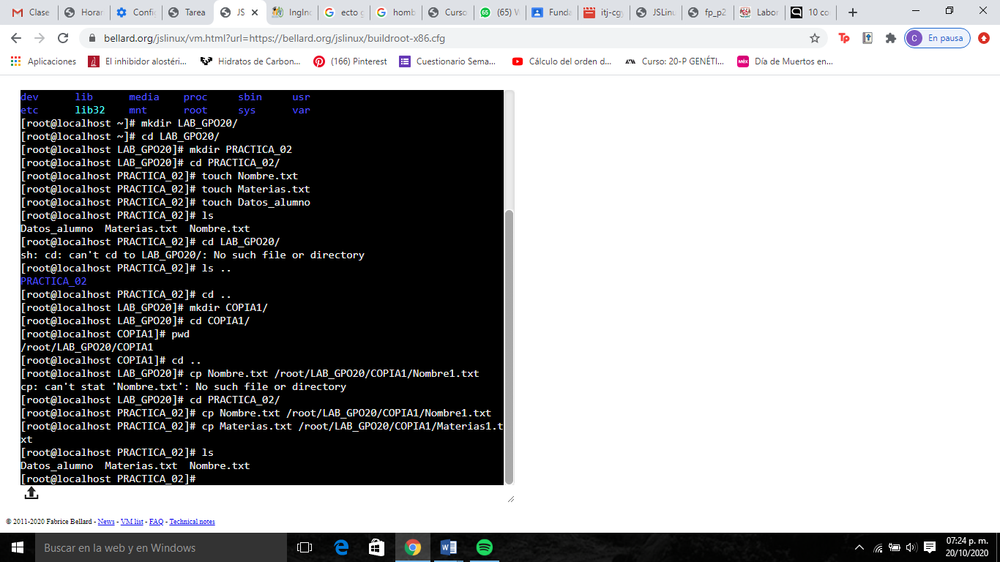 Clase
Horar
Config
Tarea
JS
IngInc
ecto g
homb
Curso
(65) W
Funda
itj-cgy
JSLinu
fp_p2
Labor
10 co
bellard.org/jslinux/vm.html?url=https://bellard.org/jslinux/buildroot-x86.cfg
C En pausa
Aplicaciones
El inhibidor alostéri...
Hidratos de Carbon...
(166) Pinterest
Cuestionario Sema...
Cálculo del orden d...
Curso: 20-P GENÉTI...
Día de Muertos en...
dev lib media proc sbin usr
etc lib32 mnt root sys var
[root@localhost ~]# mkdir LAB_GPO20/
[root@localhost ~]# cd LAB_GPO20/
[root@localhost LAB_GPO20]# mkdir PRACTICA_02
[root@localhost LAB_GPO20]# cd PRACTICA_02/
[root@localhost PRACTICA_02]# touch Nombre.txt
[root@localhost PRACTICA_02]# touch Materias.txt
[root@localhost PRACTICA_02]# touch Datos_alumno
[root@localhost PRACTICA_02]# ls
Datos_alumno Materias.txt Nombre.txt
[root@localhost PRACTICA_02]# cd LAB_GPO20/
sh: cd: can't cd to LAB_GPO20/: No such file or directory
[root@localhost PRACTICA_02]# ls ..
PRACTICA_02
[root@localhost PRACTICA_02]# cd ..
[root@localhost LAB_GPO20]# mkdir COPIA1/
[root@localhost LAB_GPO20]# cd COPIA1/
[root@localhost COPIA1]# pwd
/root/LAB_GPO20/COPIA1
[root@localhost COPIA1]# cd ..
[root@localhost LAB_GPO20]# cp Nombre.txt /root/LAB_GPO20/COPIA1/Nombre1.txt
cp: can't stat 'Nombre.txt': No such file or directory
[root@localhost LAB_GPO20]# cd PRACTICA_02/
[root@localhost PRACTICA_02]# cp Nombre.txt /root/LAB_GPO20/COPIA1/Nombre1.txt
[root@localhost PRACTICA_02]# cp Materias.txt /root/LAB_GPO20/COPIA1/Materias1.t
xt
[root@localhost PRACTICA_02]# ls
Datos_alumno Materias.txt Nombre.txt
[root@localhost PRACTICA_02]#
© 2011-2020 Fabrice Bellard - News - VM list - FAQ - Technical notes
Buscar en la web y en Windows
07:24 p. m.
20/10/2020